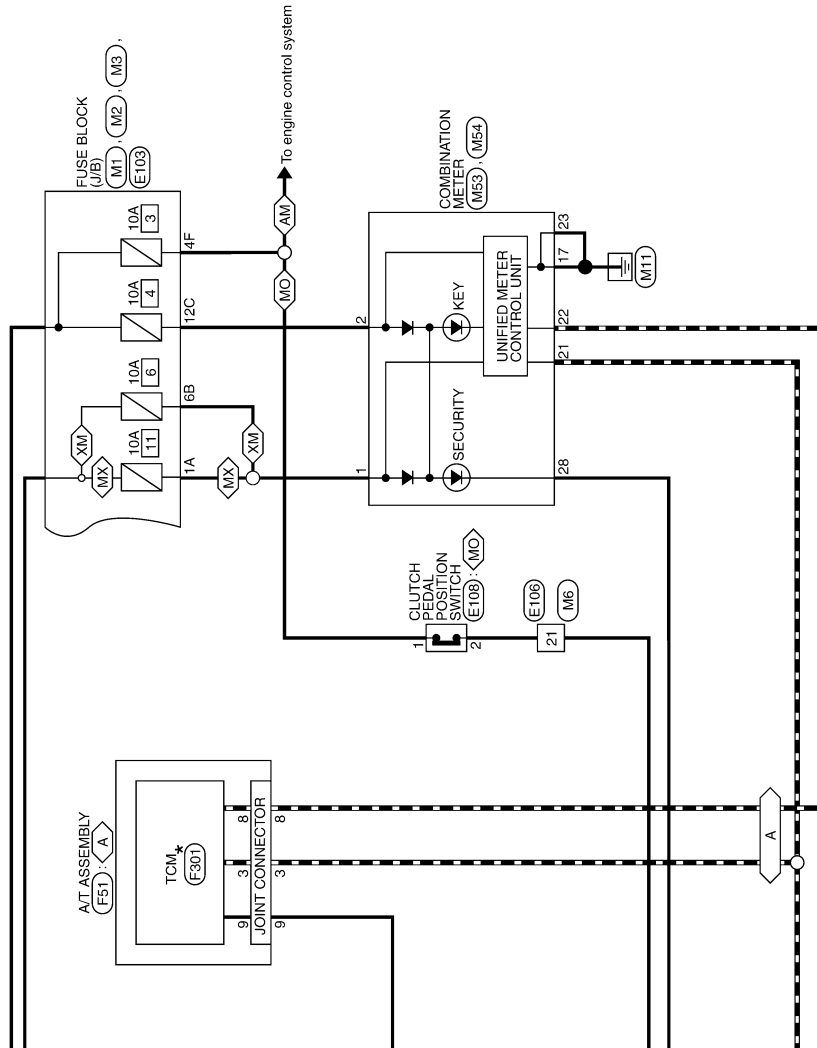 To engine control system
FUSE BLOCK
(J/B)
M1 , M2 , M3 ,
E103
10A
3
10A
4
10A
6
10A
11
4F
12C
6B
1A
AM
MO
XM
MX
XM
MX
COMBINATION
METER
M53 , M54
2
1
KEY
SECURITY
UNIFIED METER
CONTROL UNIT
23
17
22
21
28
M11
CLUTCH
PEDAL
POSITION
SWITCH
E108 : MO
1
2
E106
M6
21
A/T ASSEMBLY
F51 : A
TCM*
F301
8
3
9
JOINT CONNECTOR
8
3
9
A